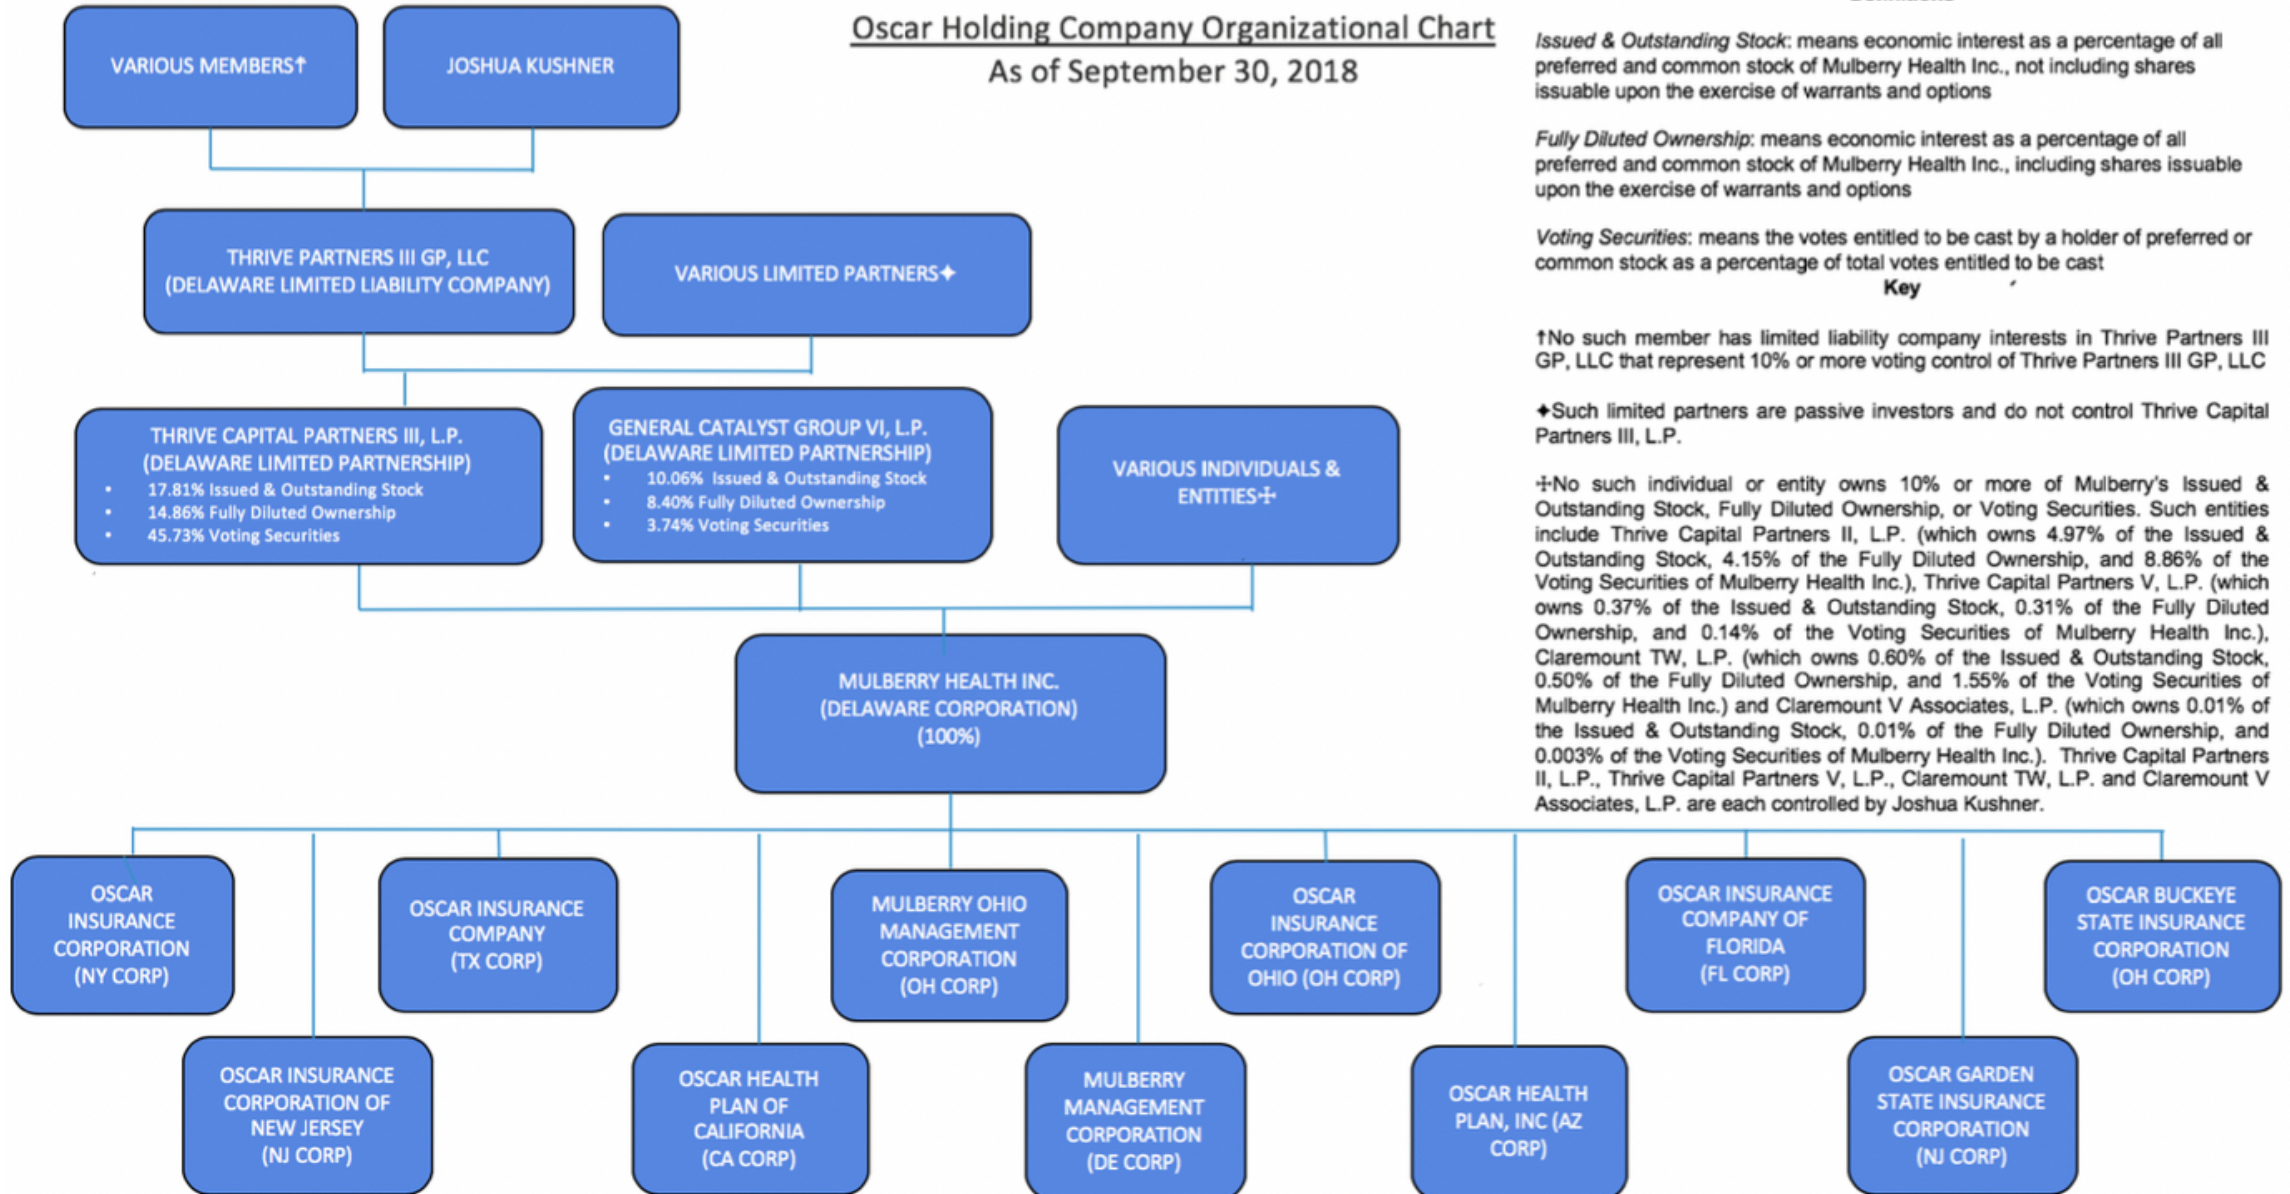 Oscar Holding Company Organizational Chart
As of September 30, 2018
VARIOUS MEMBERS†
JOSHUA KUSHNER
THRIVE PARTNERS III GP, LLC
(DELAWARE LIMITED LIABILITY COMPANY)
VARIOUS LIMITED PARTNERS✦
THRIVE CAPITAL PARTNERS III, L.P.
(DELAWARE LIMITED PARTNERSHIP)
• 17.81% Issued & Outstanding Stock
• 14.86% Fully Diluted Ownership
• 45.73% Voting Securities
GENERAL CATALYST GROUP VI, L.P.
(DELAWARE LIMITED PARTNERSHIP)
• 10.06% Issued & Outstanding Stock
• 8.40% Fully Diluted Ownership
• 3.74% Voting Securities
VARIOUS INDIVIDUALS &
ENTITIES☩
MULBERRY HEALTH INC.
(DELAWARE CORPORATION)
(100%)
OSCAR
INSURANCE
CORPORATION
(NY CORP)
OSCAR INSURANCE
COMPANY
(TX CORP)
MULBERRY OHIO
MANAGEMENT
CORPORATION
(OH CORP)
OSCAR
INSURANCE
CORPORATION OF
OHIO (OH CORP)
OSCAR INSURANCE
COMPANY OF
FLORIDA
(FL CORP)
OSCAR BUCKEYE
STATE INSURANCE
CORPORATION
(OH CORP)
OSCAR INSURANCE
CORPORATION OF
NEW JERSEY
(NJ CORP)
OSCAR HEALTH
PLAN OF
CALIFORNIA
(CA CORP)
MULBERRY
MANAGEMENT
CORPORATION
(DE CORP)
OSCAR HEALTH
PLAN, INC (AZ
CORP)
OSCAR GARDEN
STATE INSURANCE
CORPORATION
(NJ CORP)
Issued & Outstanding Stock: means economic interest as a percentage of all
preferred and common stock of Mulberry Health Inc., not including shares
issuable upon the exercise of warrants and options
Fully Diluted Ownership: means economic interest as a percentage of all
preferred and common stock of Mulberry Health Inc., including shares issuable
upon the exercise of warrants and options
Voting Securities: means the votes entitled to be cast by a holder of preferred or
common stock as a percentage of total votes entitled to be cast
Key
†No such member has limited liability company interests in Thrive Partners III
GP, LLC that represent 10% or more voting control of Thrive Partners III GP, LLC
✦Such limited partners are passive investors and do not control Thrive Capital
Partners III, L.P.
☩No such individual or entity owns 10% or more of Mulberry's Issued &
Outstanding Stock, Fully Diluted Ownership, or Voting Securities. Such entities
include Thrive Capital Partners II, L.P. (which owns 4.97% of the Issued &
Outstanding Stock, 4.15% of the Fully Diluted Ownership, and 8.86% of the
Voting Securities of Mulberry Health Inc.), Thrive Capital Partners V, L.P. (which
owns 0.37% of the Issued & Outstanding Stock, 0.31% of the Fully Diluted
Ownership, and 0.14% of the Voting Securities of Mulberry Health Inc.),
Claremount TW, L.P. (which owns 0.60% of the Issued & Outstanding Stock,
0.50% of the Fully Diluted Ownership, and 1.55% of the Voting Securities of
Mulberry Health Inc.) and Claremount V Associates, L.P. (which owns 0.01% of
the Issued & Outstanding Stock, 0.01% of the Fully Diluted Ownership, and
0.003% of the Voting Securities of Mulberry Health Inc.). Thrive Capital Partners
II, L.P., Thrive Capital Partners V, L.P., Claremount TW, L.P. and Claremount V
Associates, L.P. are each controlled by Joshua Kushner.